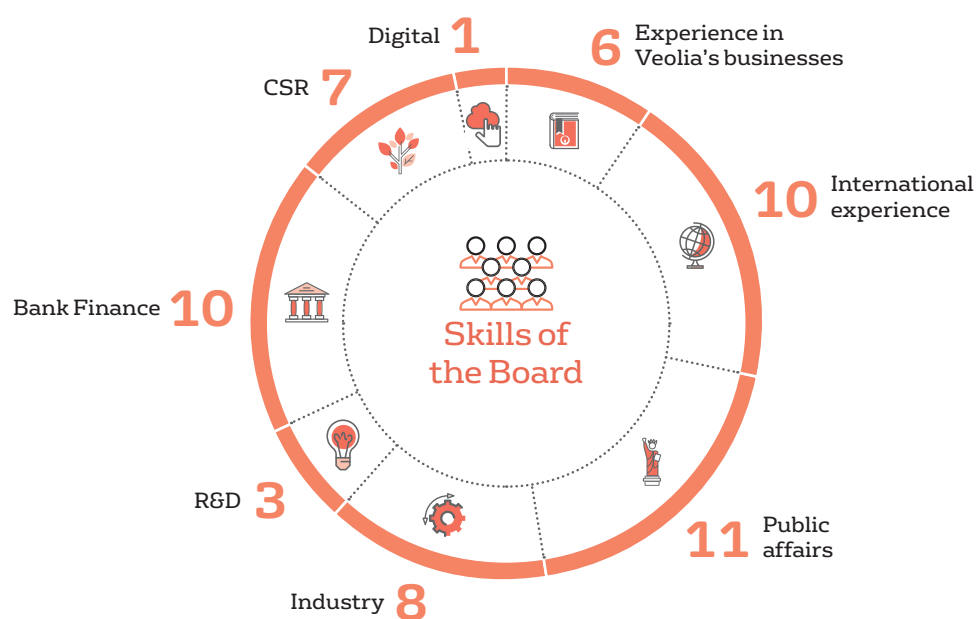 Digital 1
6 Experience in
Veolia's businesses
CSR 7
10 International
experience
Bank Finance 10
Skills of
the Board
R&D 3
11 Public
affairs
Industry 8